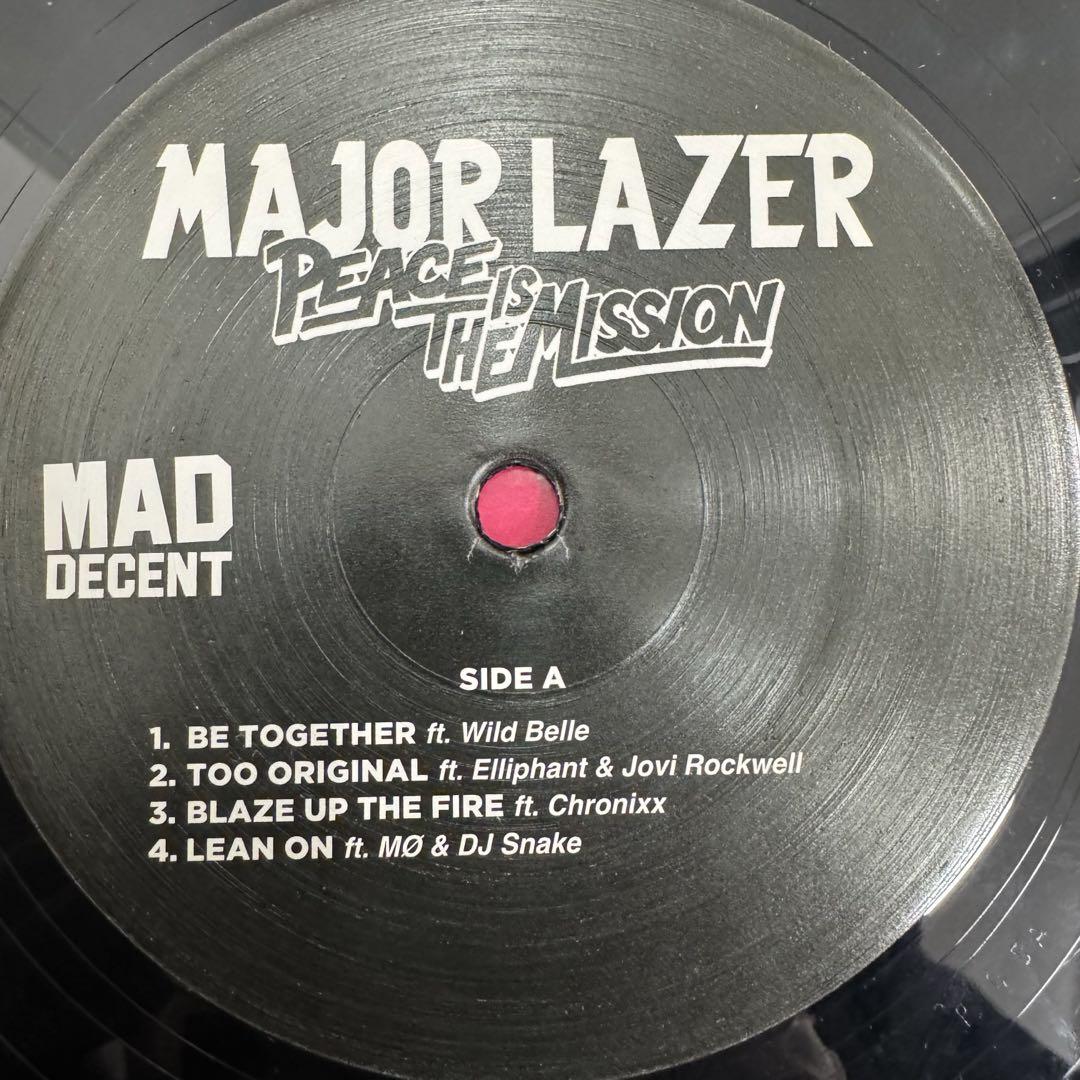 MAJOR LAZER
PEACE IS
THE MISSION
MAD
DECENT
SIDE A
1. BE TOGETHER ft. Wild Belle
2. TOO ORIGINAL ft. Elliphant & Jovi Rockwell
3. BLAZE UP THE FIRE ft. Chronixx
4. LEAN ON ft. MØ & DJ Snake